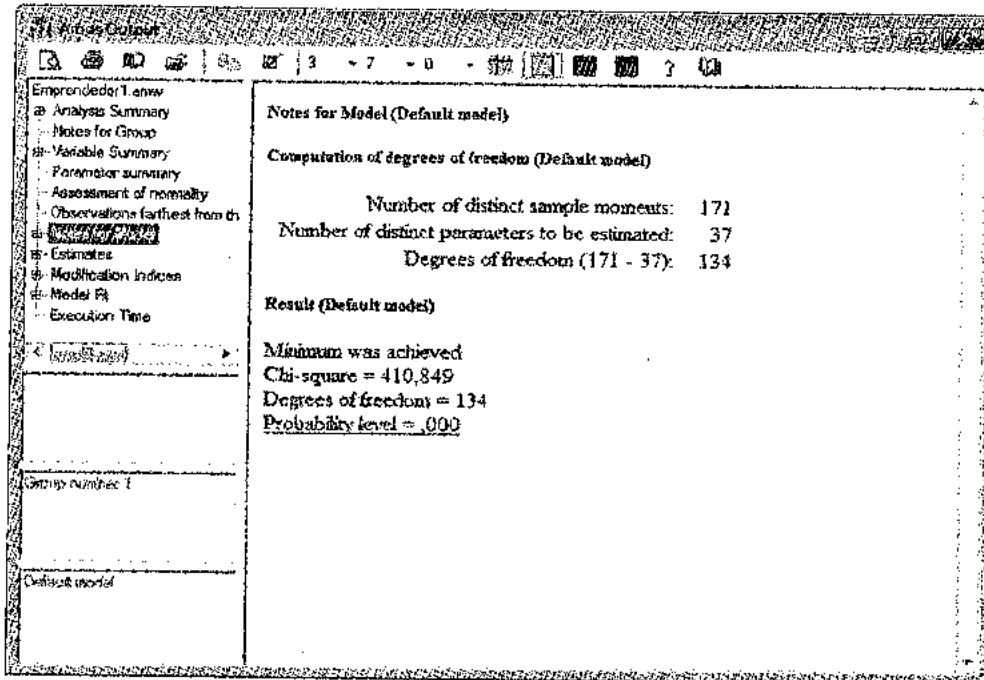 Amos Output
3 7 0 ?
Emprendedor1.amw
Analysis Summary
Notes for Group
Variable Summary
Parameter summary
Assessment of normality
Observations farthest from th
Estimates
Modification Indices
Model Fit
Execution Time
Group number 1
Default model
Notes for Model (Default model)
Computation of degrees of freedom (Default model)
Number of distinct sample moments: 171
Number of distinct parameters to be estimated: 37
Degrees of freedom (171 - 37): 134
Result (Default model)
Minimum was achieved
Chi-square = 410,849
Degrees of freedom = 134
Probability level = ,000